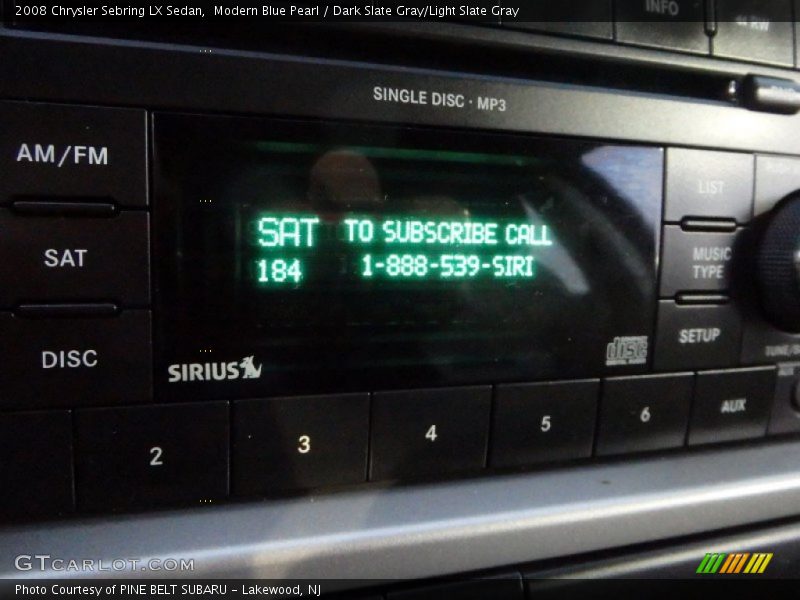 2008 Chrysler Sebring LX Sedan, Modern Blue Pearl / Dark Slate Gray/Light Slate Gray
INFO
SINGLE DISC · MP3
AM/FM
LIST
SAT TO SUBSCRIBE CALL
184 1-888-539-SIRI
SAT
MUSIC
TYPE
SETUP
DISC
SIRIUS
disc
2 3 4 5 6 AUX
GTCARLOT.COM
Photo Courtesy of PINE BELT SUBARU - Lakewood, NJ